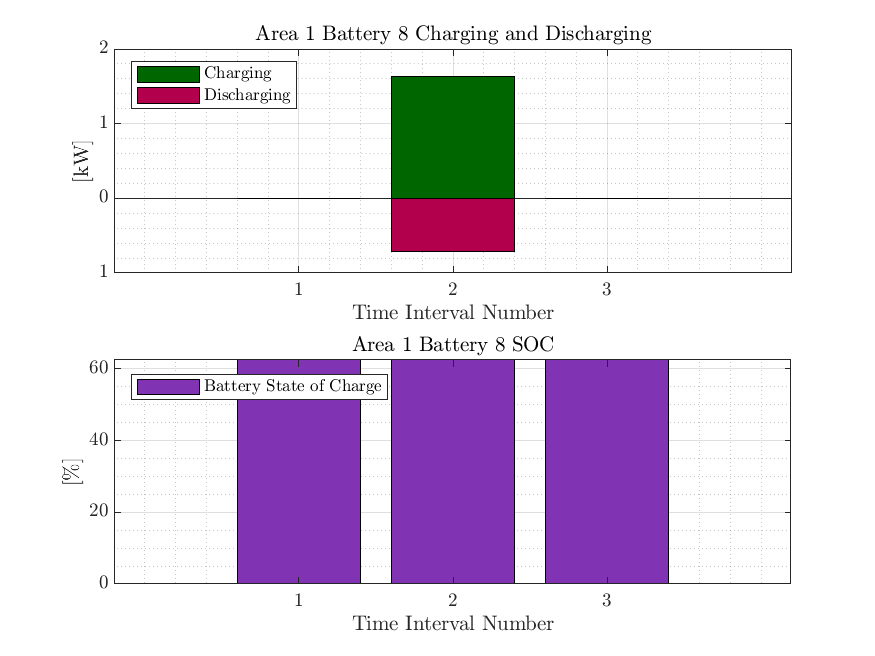 Area 1 Battery 8 Charging and Discharging
2
Charging
Discharging
1
[kW]
0
1
1 2 3
Time Interval Number
Area 1 Battery 8 SOC
60
Battery State of Charge
40
[%]
20
0
1 2 3
Time Interval Number